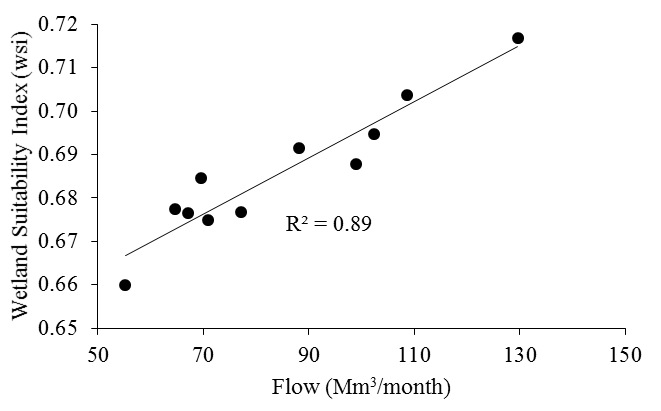 Wetland Suitability Index (wsi)
0.72
0.71
0.70
0.69
0.68
0.67
0.66
0.65
R² = 0.89
50 70 90 110 130 150
Flow (Mm³/month)